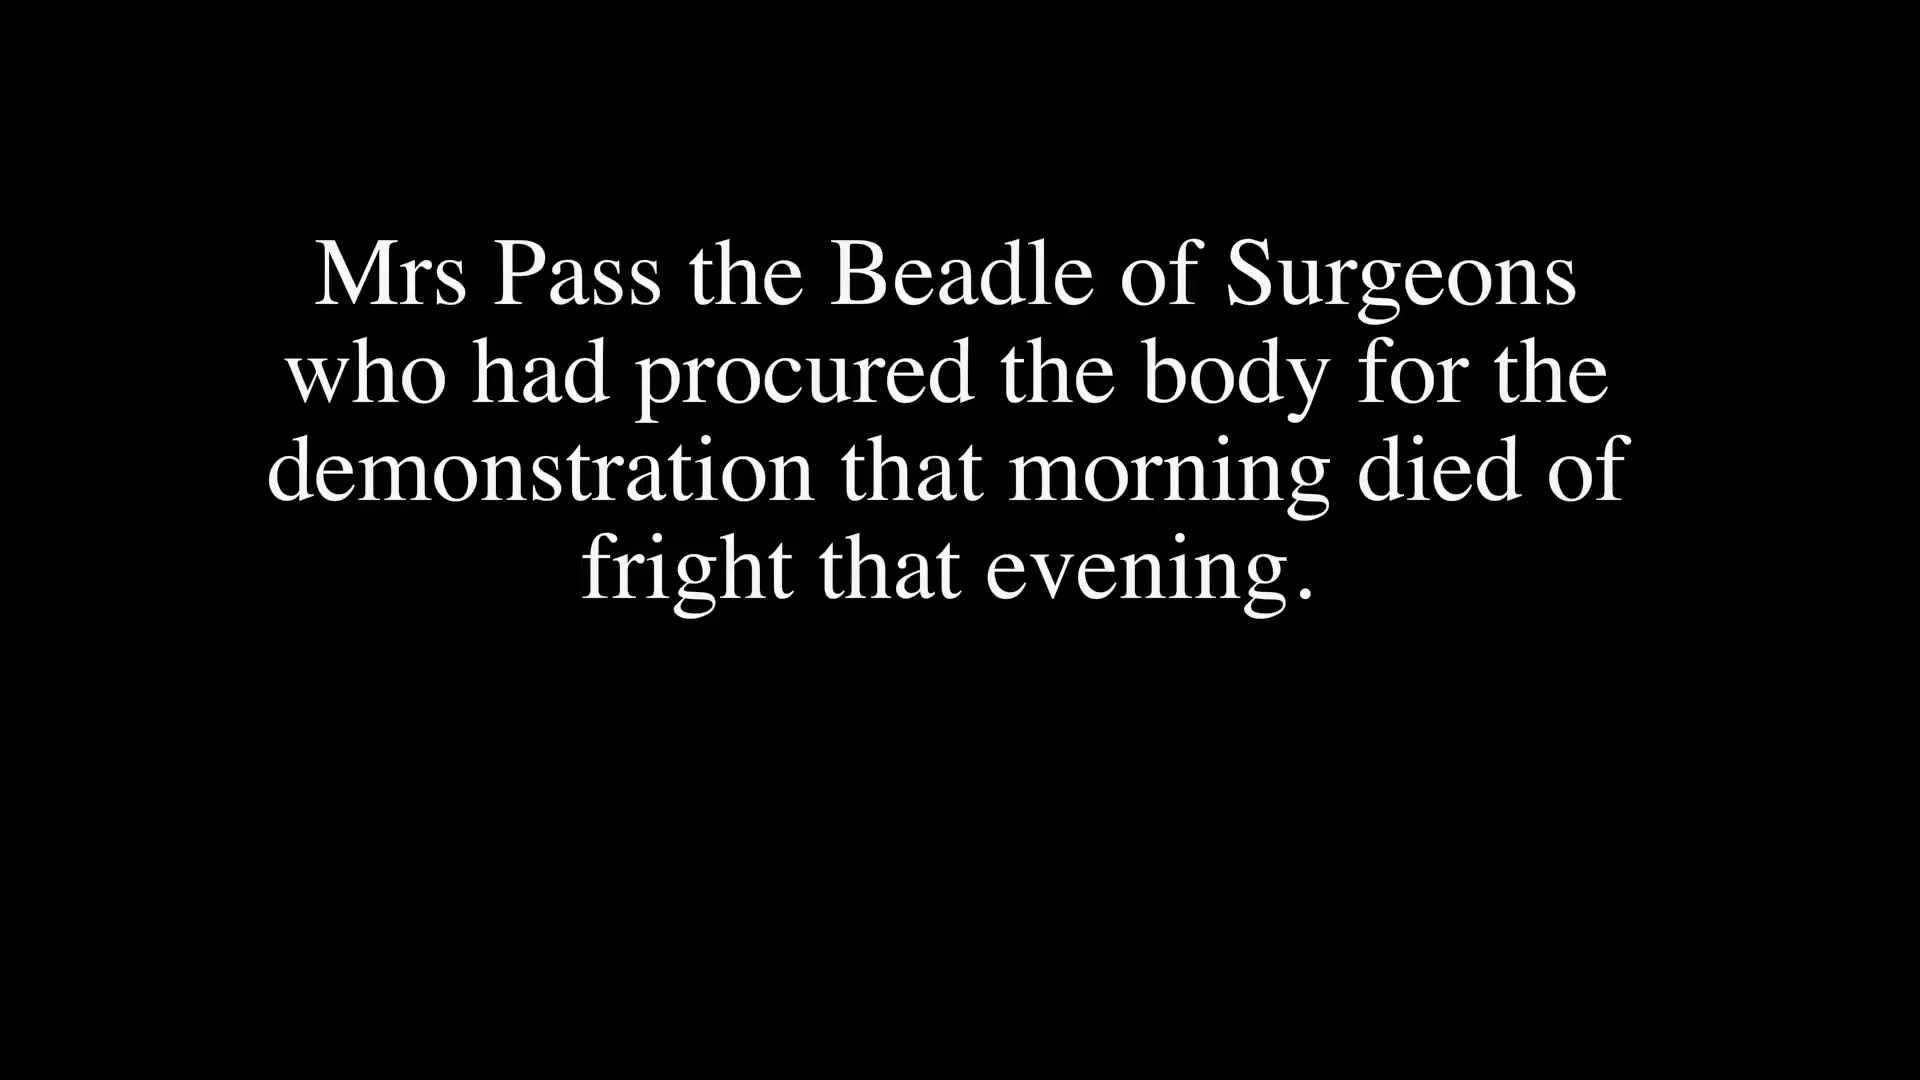 Mrs Pass the Beadle of Surgeons
who had procured the body for the
demonstration that morning died of
fright that evening.